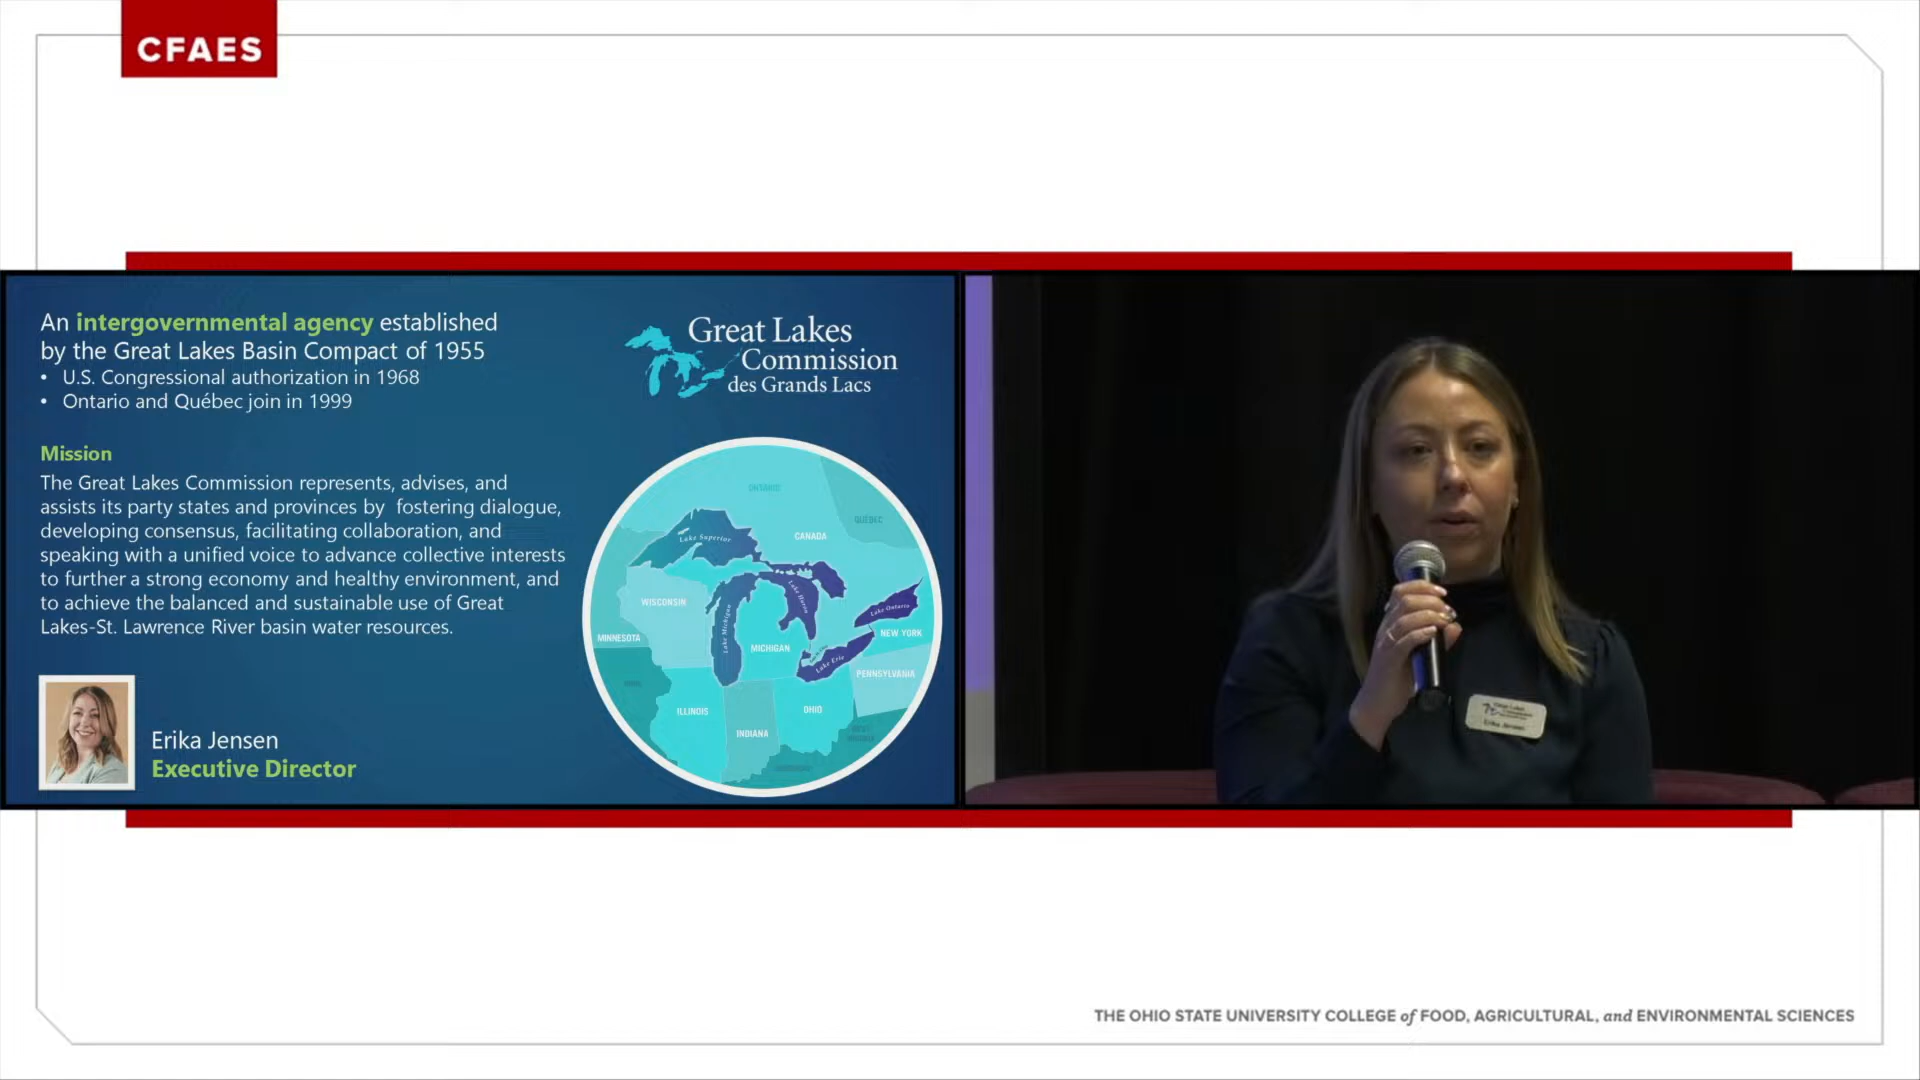 CFAES
An intergovernmental agency established
by the Great Lakes Basin Compact of 1955
• U.S. Congressional authorization in 1968
• Ontario and Québec join in 1999
Mission
The Great Lakes Commission represents, advises, and
assists its party states and provinces by fostering dialogue,
developing consensus, facilitating collaboration, and
speaking with a unified voice to advance collective interests
to further a strong economy and healthy environment, and
to achieve the balanced and sustainable use of Great
Lakes-St. Lawrence River basin water resources.
Erika Jensen
Executive Director
Great Lakes
Commission
des Grands Lacs
ONTARIO
QUÉBEC
CANADA
Lake Superior
WISCONSIN
Lake Michigan
Lake Huron
Lake Ontario
MINNESOTA
NEW YORK
MICHIGAN
Lake Erie
PENNSYLVANIA
ILLINOIS
OHIO
INDIANA
Great Lakes
Commission
Erika Jensen
THE OHIO STATE UNIVERSITY COLLEGE of FOOD, AGRICULTURAL, and ENVIRONMENTAL SCIENCES